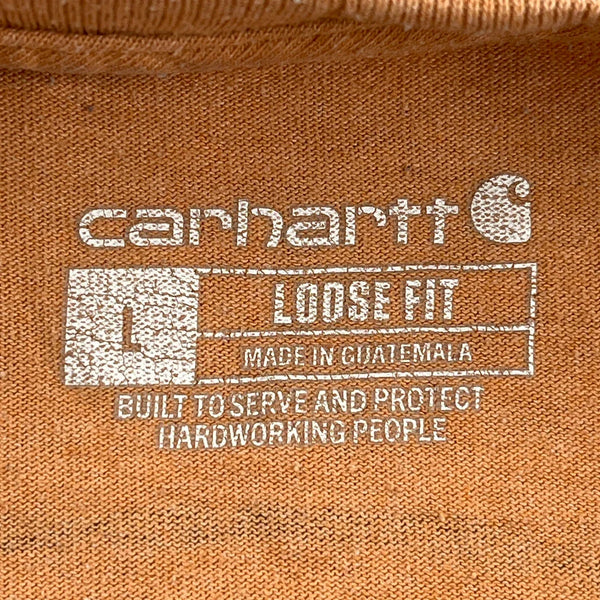 carhartt
L LOOSE FIT
MADE IN GUATEMALA
BUILT TO SERVE AND PROTECT
HARDWORKING PEOPLE